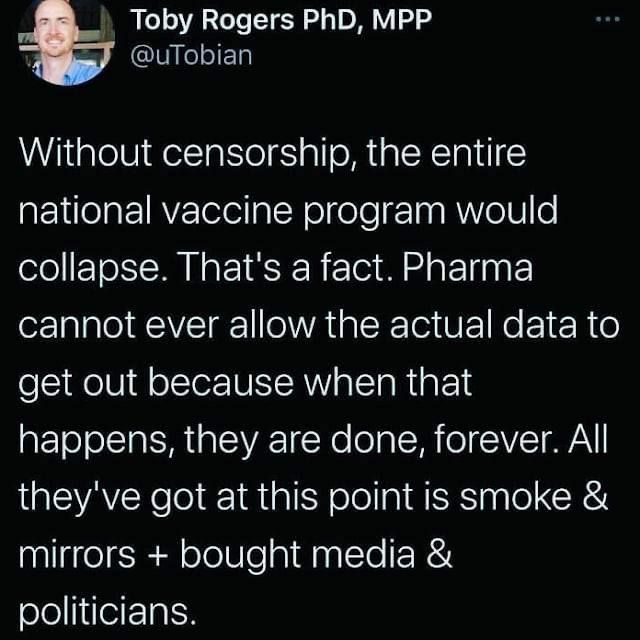 Toby Rogers PhD, MPP
@uTobian
Without censorship, the entire
national vaccine program would
collapse. That's a fact. Pharma
cannot ever allow the actual data to
get out because when that
happens, they are done, forever. All
they've got at this point is smoke &
mirrors + bought media &
politicians.